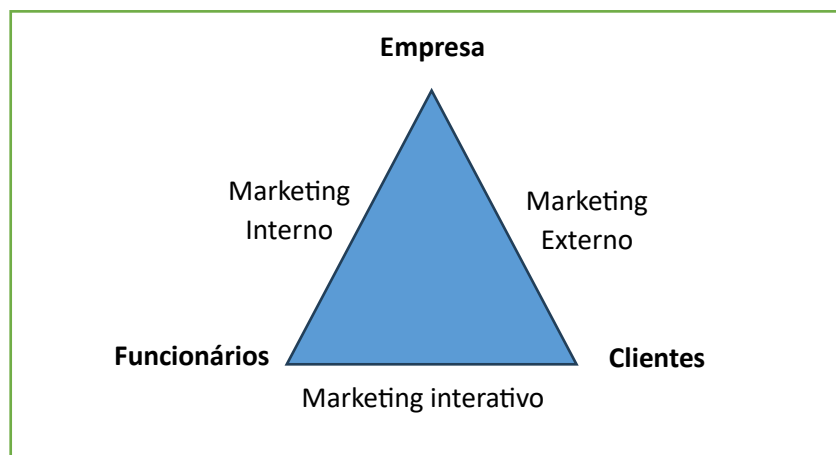 Empresa
Marketing
Interno
Marketing
Externo
Funcionários
Clientes
Marketing interativo